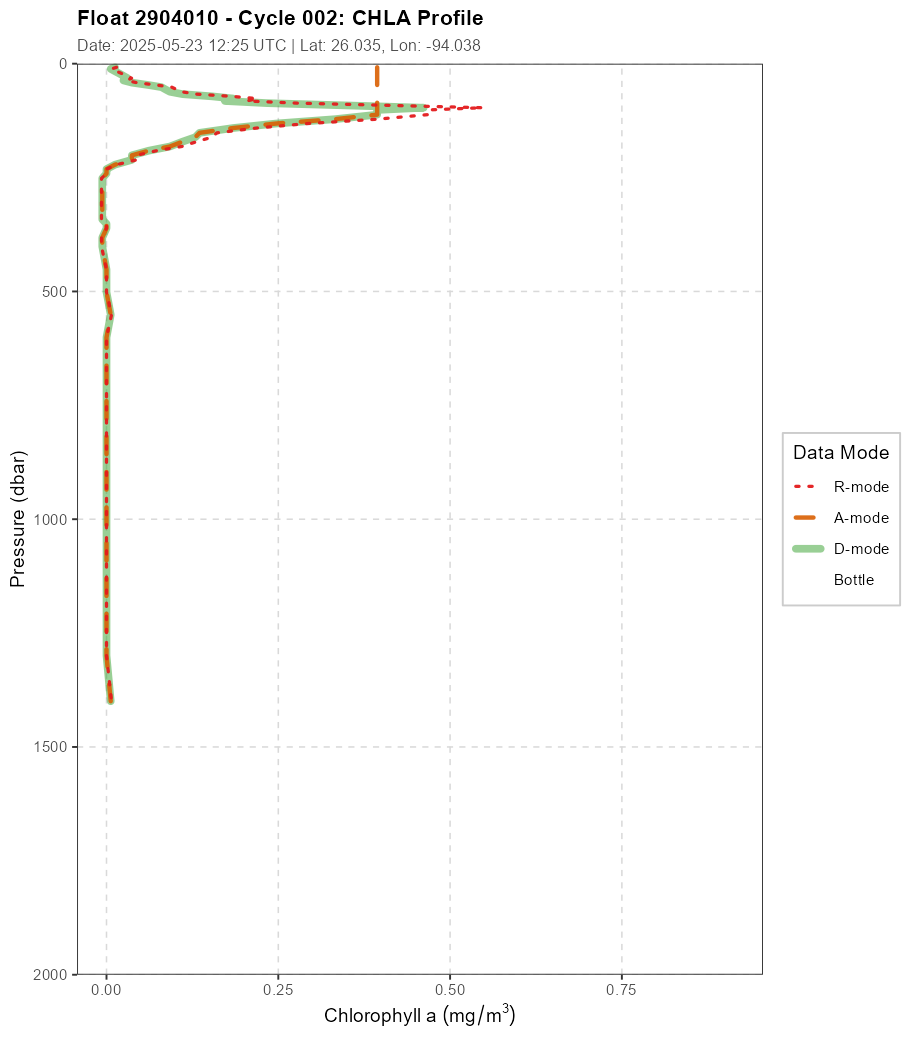 Float 2904010 - Cycle 002: CHLA Profile
Date: 2025-05-23 12:25 UTC | Lat: 26.035, Lon: -94.038
0
500
1000
1500
2000
Pressure (dbar)
0.00 0.25 0.50 0.75
Chlorophyll a (mg/m³)
Data Mode
R-mode
A-mode
D-mode
Bottle